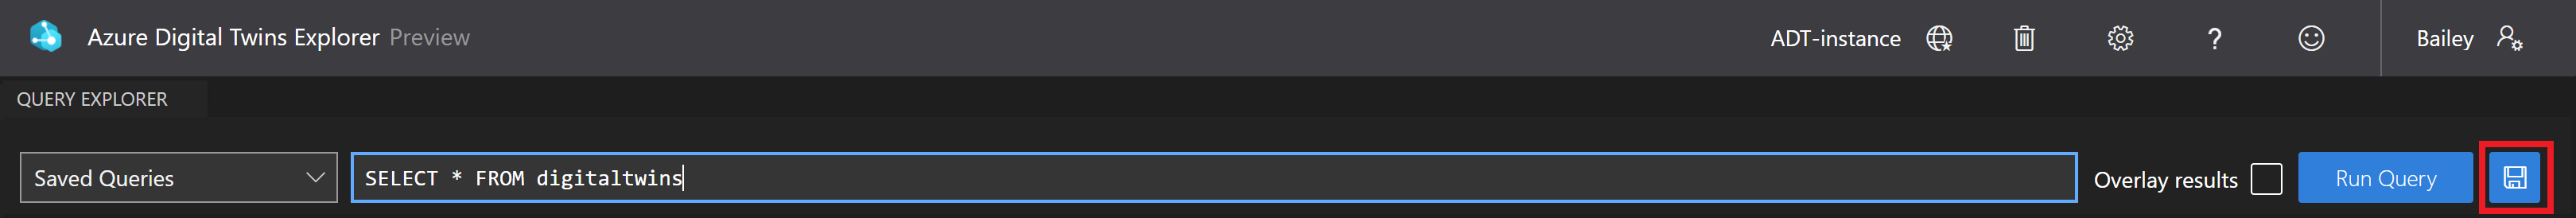 Azure Digital Twins Explorer Preview
ADT-instance
?
Bailey
QUERY EXPLORER
Saved Queries
SELECT * FROM digitaltwins
Overlay results
Run Query